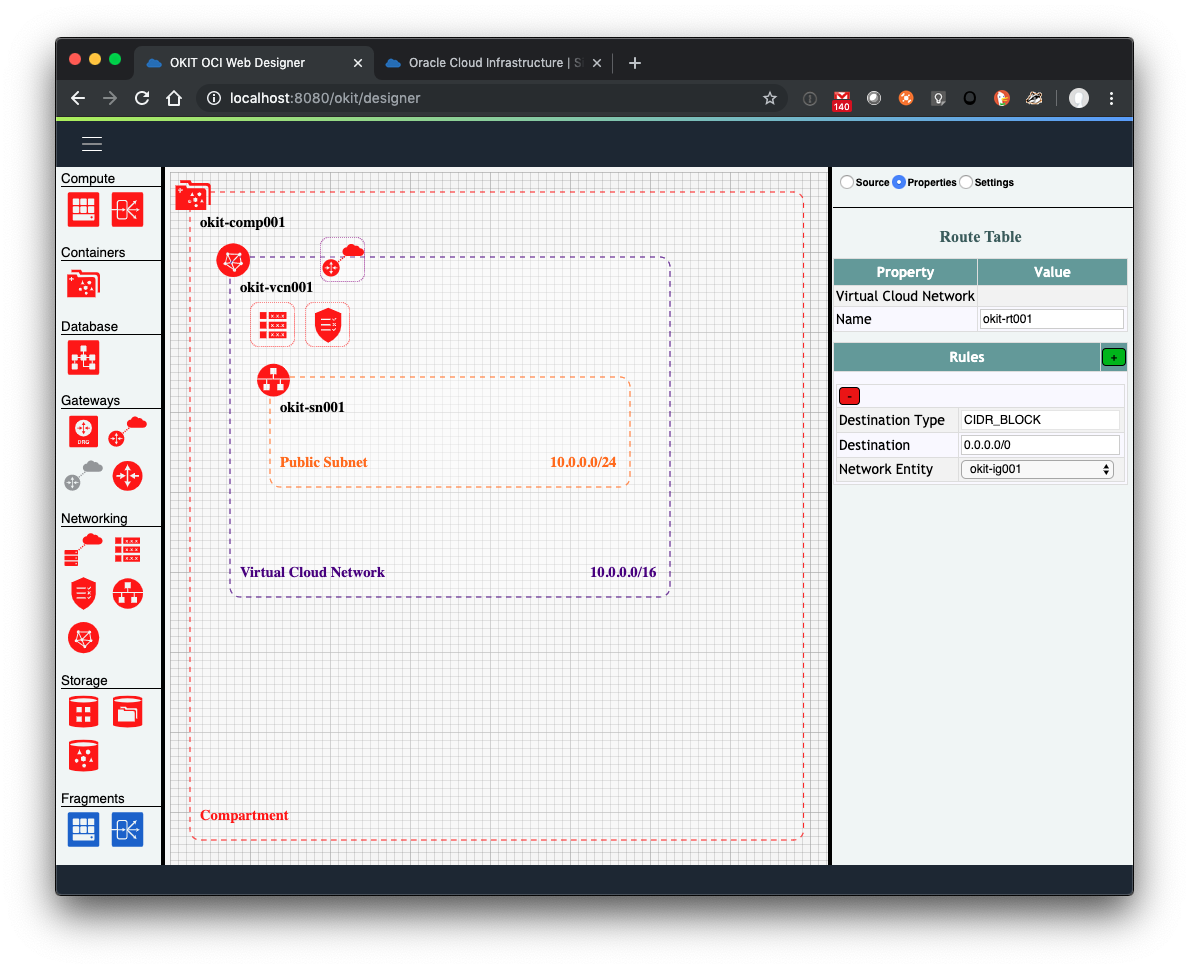 OKIT OCI Web Designer
Oracle Cloud Infrastructure | Si
localhost:8080/okit/designer
140
Compute
Containers
Database
Gateways
DRG
Networking
Storage
Fragments
okit-comp001
okit-vcn001
okit-sn001
Public Subnet 10.0.0.0/24
Virtual Cloud Network 10.0.0.0/16
Compartment
Source Properties Settings
Route Table
Property Value
Virtual Cloud Network
Name okit-rt001
Rules +
-
Destination Type CIDR_BLOCK
Destination 0.0.0.0/0
Network Entity okit-ig001